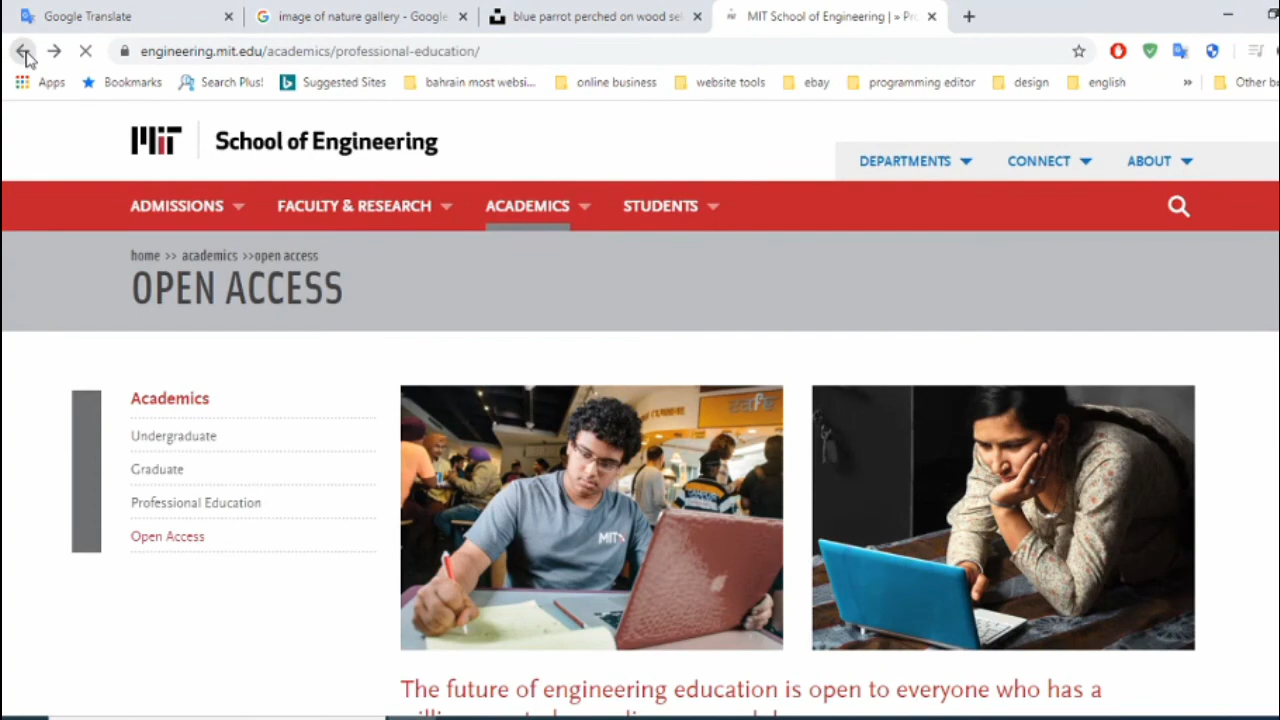 Google Translate
image of nature gallery - Google
blue parrot perched on wood se
MIT School of Engineering | » Pr
engineering.mit.edu/academics/professional-education/
Apps
Bookmarks
Search Plus!
Suggested Sites
bahrain most websi...
online business
website tools
ebay
programming editor
design
english
»
Other b
MIT
School of Engineering
DEPARTMENTS
CONNECT
ABOUT
ADMISSIONS
FACULTY & RESEARCH
ACADEMICS
STUDENTS
home >> academics >>open access
OPEN ACCESS
Academics
Undergraduate
Graduate
Professional Education
Open Access
MITx
cafe
The future of engineering education is open to everyone who has a